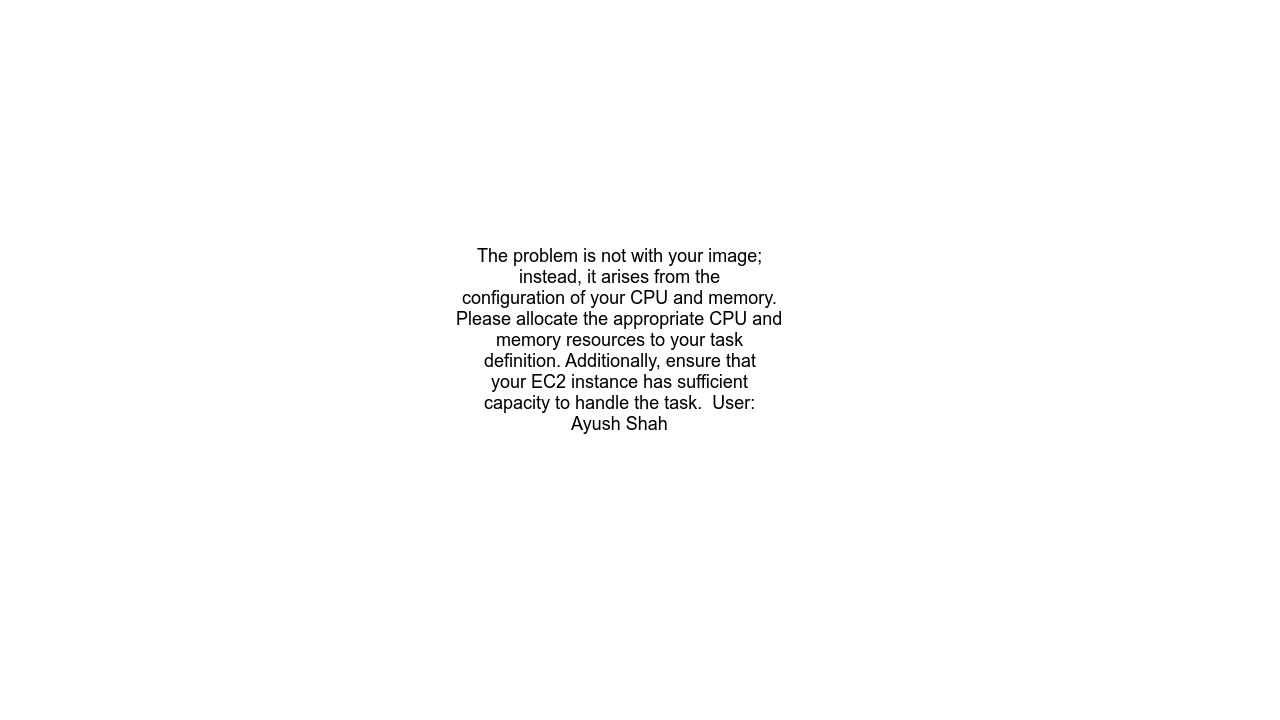 The problem is not with your image;
instead, it arises from the
configuration of your CPU and memory.
Please allocate the appropriate CPU and
memory resources to your task
definition. Additionally, ensure that
your EC2 instance has sufficient
capacity to handle the task.  User:
Ayush Shah